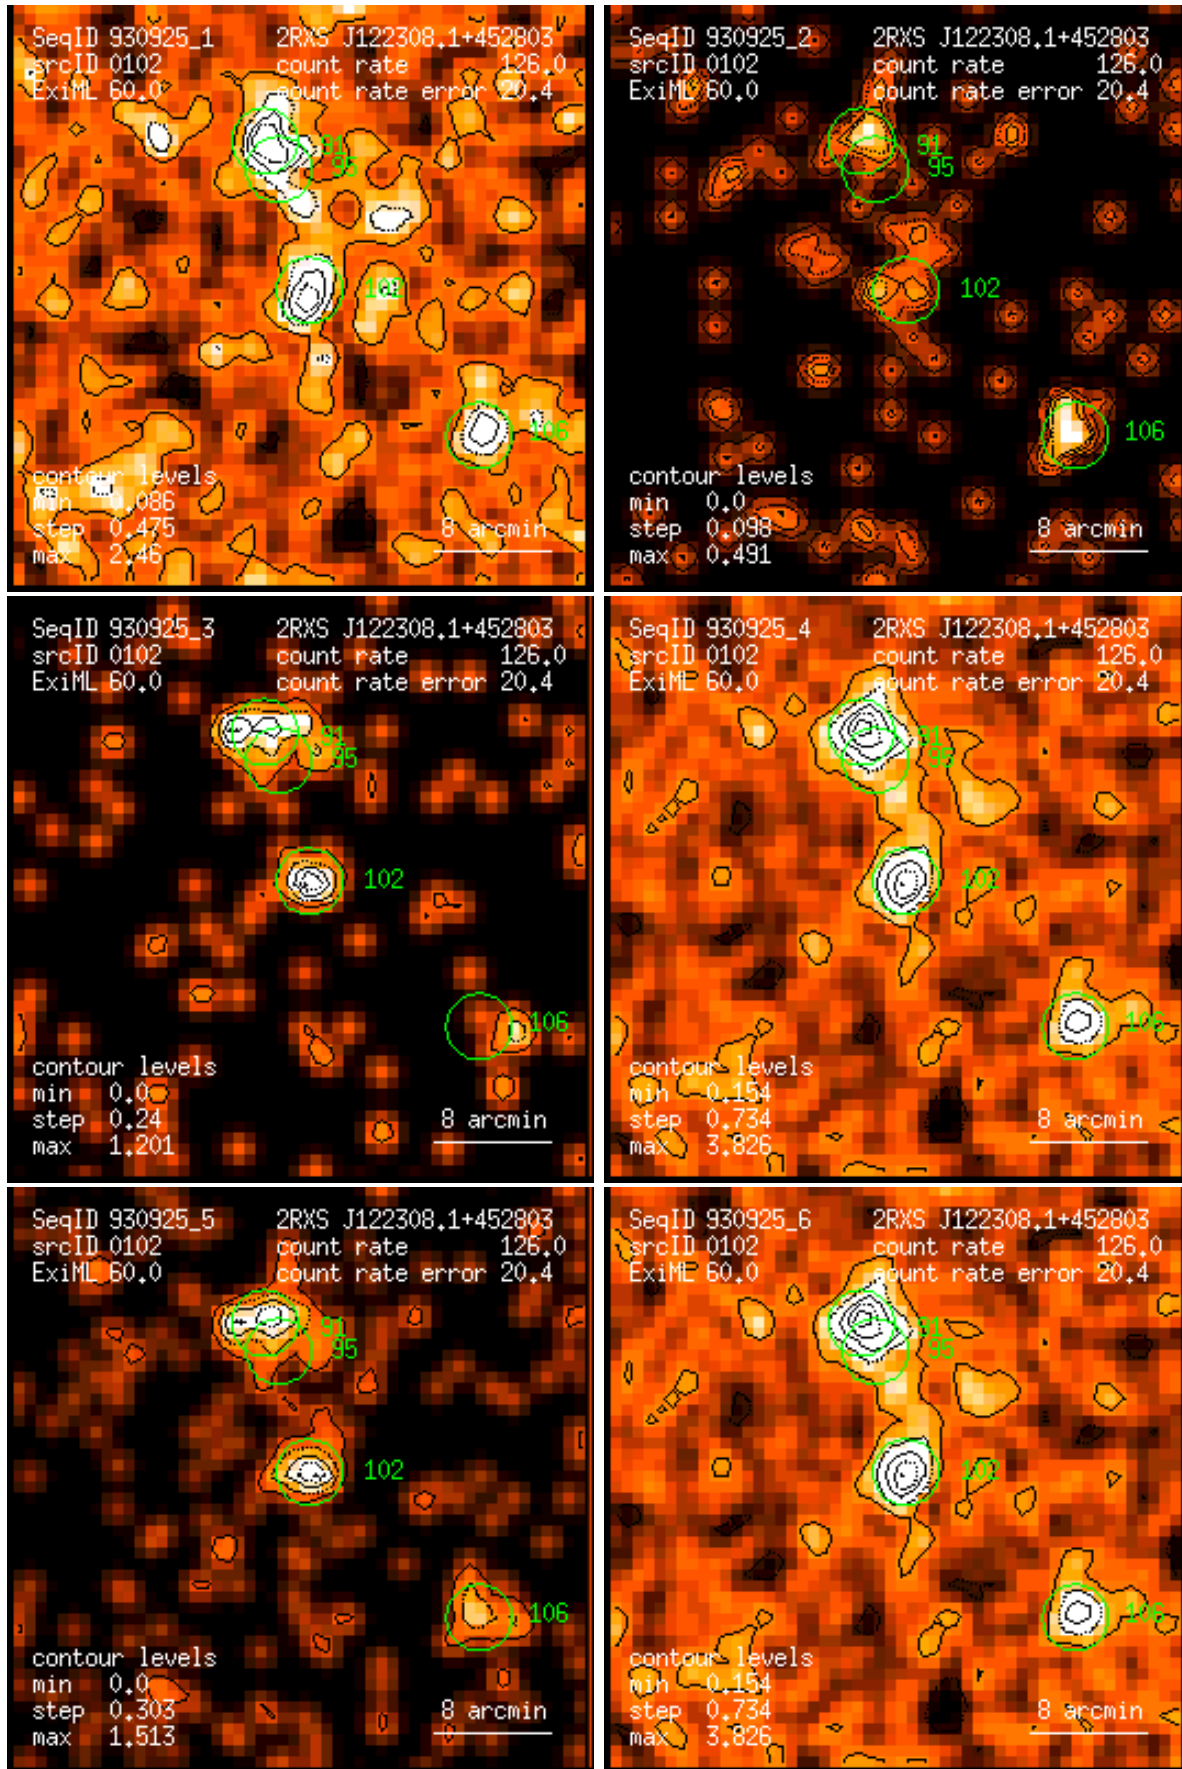 SeqID 930925_1 2RXS J122308.1+452803
srcID 0102 count rate 126.0
ExiML 60.0 count rate error 20.4
91
95
102
106
contour levels
min 0.086
step 0.475 8 arcmin
max 2.46
SeqID 930925_2 2RXS J122308.1+452803
srcID 0102 count rate 126.0
ExiML 60.0 count rate error 20.4
91
95
102
106
contour levels
min 0.0
step 0.098 8 arcmin
max 0.491
SeqID 930925_3 2RXS J122308.1+452803
srcID 0102 count rate 126.0
ExiML 60.0 count rate error 20.4
91
95
102
106
contour levels
min 0.0
step 0.24 8 arcmin
max 1.201
SeqID 930925_4 2RXS J122308.1+452803
srcID 0102 count rate 126.0
ExiML 60.0 count rate error 20.4
91
95
102
106
contour levels
min 0.154
step 0.734 8 arcmin
max 3.826
SeqID 930925_5 2RXS J122308.1+452803
srcID 0102 count rate 126.0
ExiML 60.0 count rate error 20.4
91
95
102
106
contour levels
min 0.0
step 0.303 8 arcmin
max 1.513
SeqID 930925_6 2RXS J122308.1+452803
srcID 0102 count rate 126.0
ExiML 60.0 count rate error 20.4
91
95
102
106
contour levels
min 0.154
step 0.734 8 arcmin
max 3.826